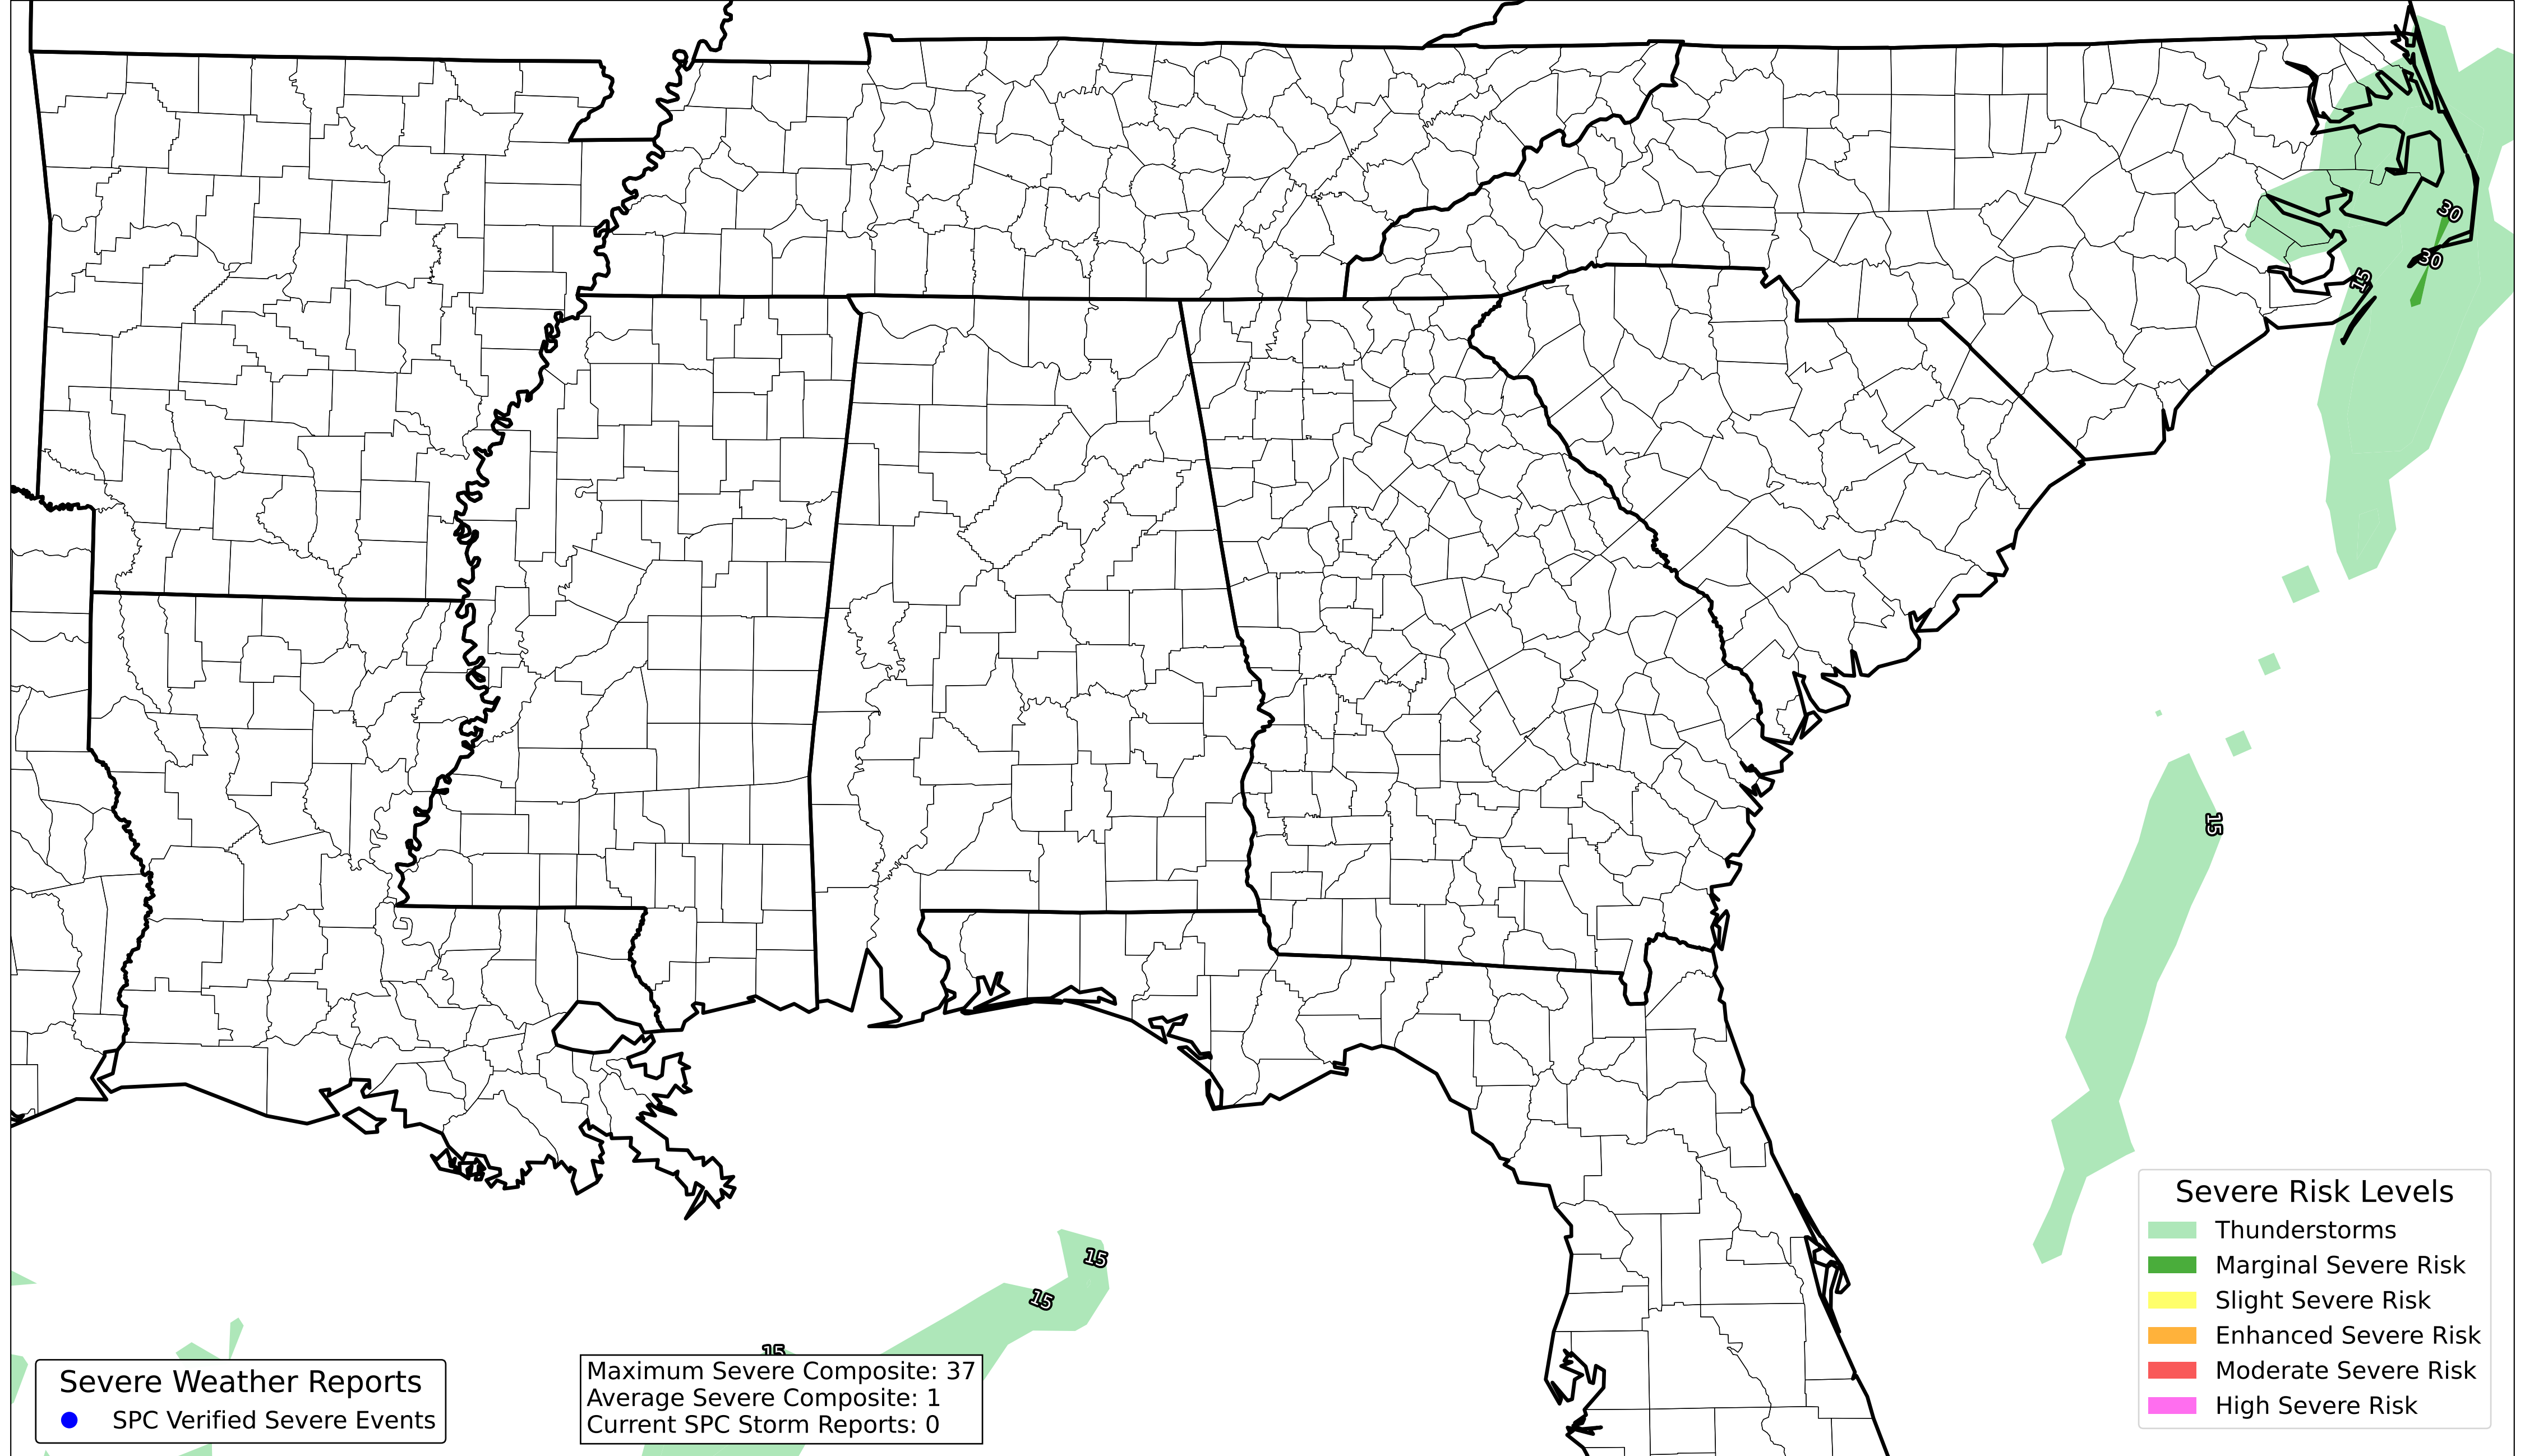 30
30
15
15
15
15
15
Severe Weather Reports
SPC Verified Severe Events
Maximum Severe Composite: 37
Average Severe Composite: 1
Current SPC Storm Reports: 0
Severe Risk Levels
Thunderstorms
Marginal Severe Risk
Slight Severe Risk
Enhanced Severe Risk
Moderate Severe Risk
High Severe Risk